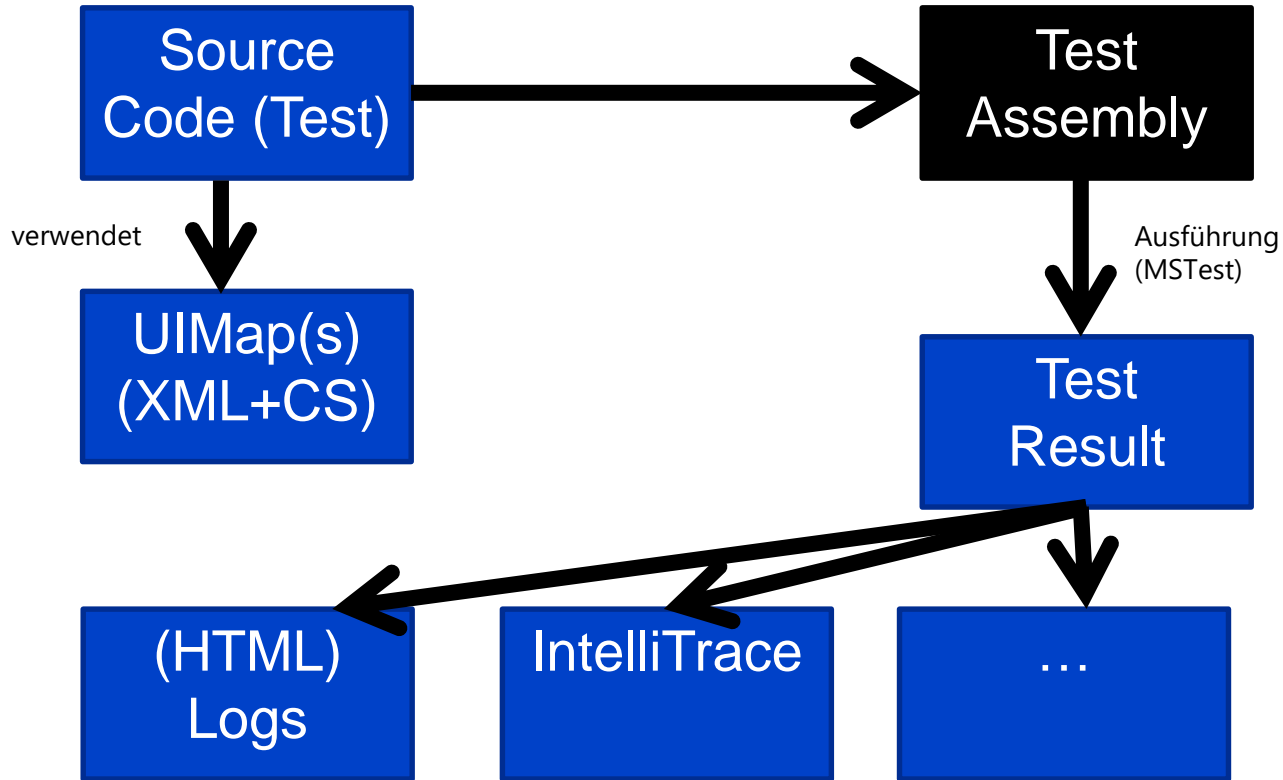 Source
Code (Test)
Test
Assembly
verwendet
Ausführung
(MSTest)
UIMap(s)
(XML+CS)
Test
Result
(HTML)
Logs
IntelliTrace
…